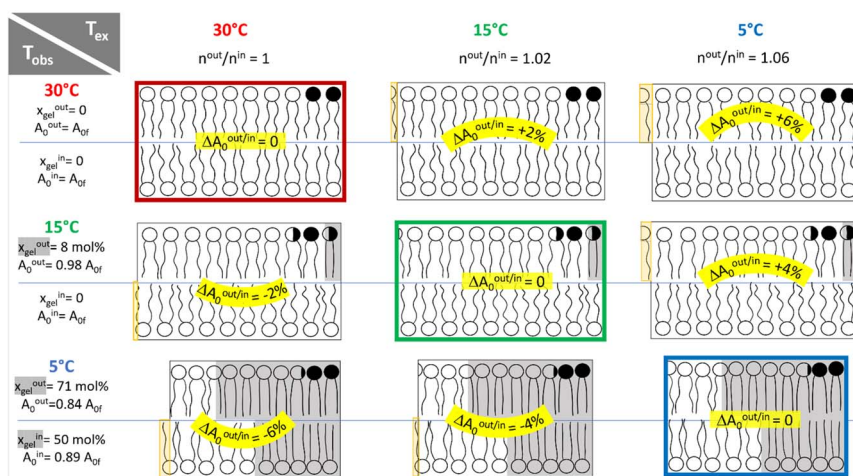 T_ex
T_obs
30°C
n^out/n^in = 1
15°C
n^out/n^in = 1.02
5°C
n^out/n^in = 1.06
30°C
x_gel^out = 0
A_0^out = A_0f
x_gel^in = 0
A_0^in = A_0f
ΔA_0^out/in = 0
ΔA_0^out/in = +2%
ΔA_0^out/in = +6%
15°C
x_gel^out = 8 mol%
A_0^out = 0.98 A_0f
x_gel^in = 0
A_0^in = A_0f
ΔA_0^out/in = -2%
ΔA_0^out/in = 0
ΔA_0^out/in = +4%
5°C
x_gel^out = 71 mol%
A_0^out =0.84 A_0f
x_gel^in = 50 mol%
A_0^in = 0.89 A_0f
ΔA_0^out/in = -6%
ΔA_0^out/in = -4%
ΔA_0^out/in = 0